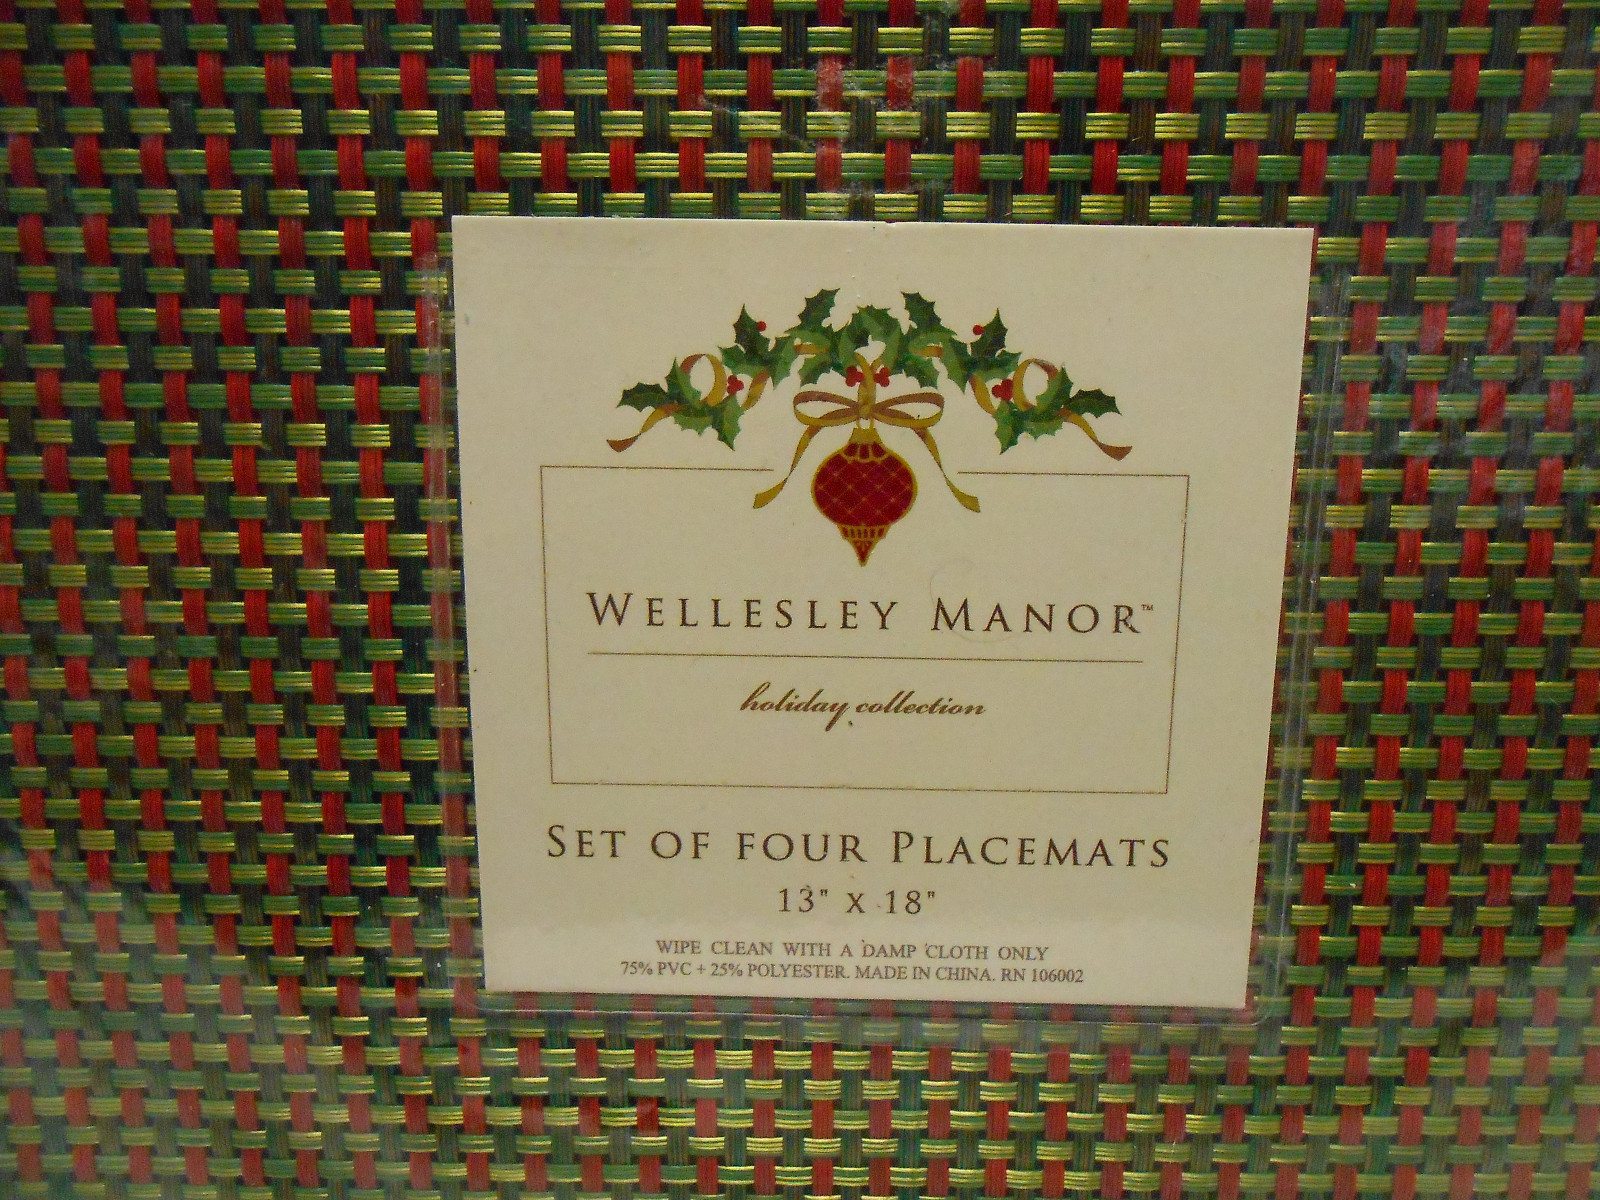 WELLESLEY MANOR™
holiday collection
SET OF FOUR PLACEMATS
13" x 18"
WIPE CLEAN WITH A DAMP CLOTH ONLY
75% PVC + 25% POLYESTER. MADE IN CHINA. RN 106002